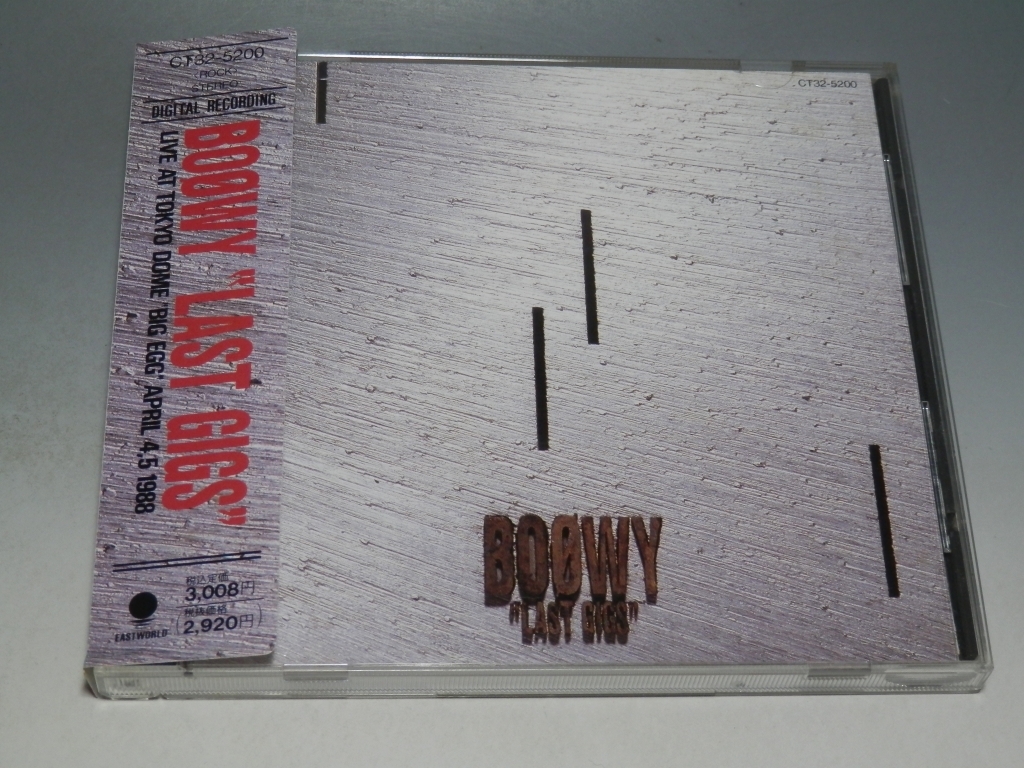 CT32-5200
ROCK
STEREO
DIGITAL RECORDING
BOØWY "LAST GIGS"
LIVE AT TOKYO DOME "BIG EGG" APRIL 4,5 1988
税込定価
3,008円
税抜価格
2,920円
EASTWORLD
CT32-5200
BOØWY
"LAST GIGS"